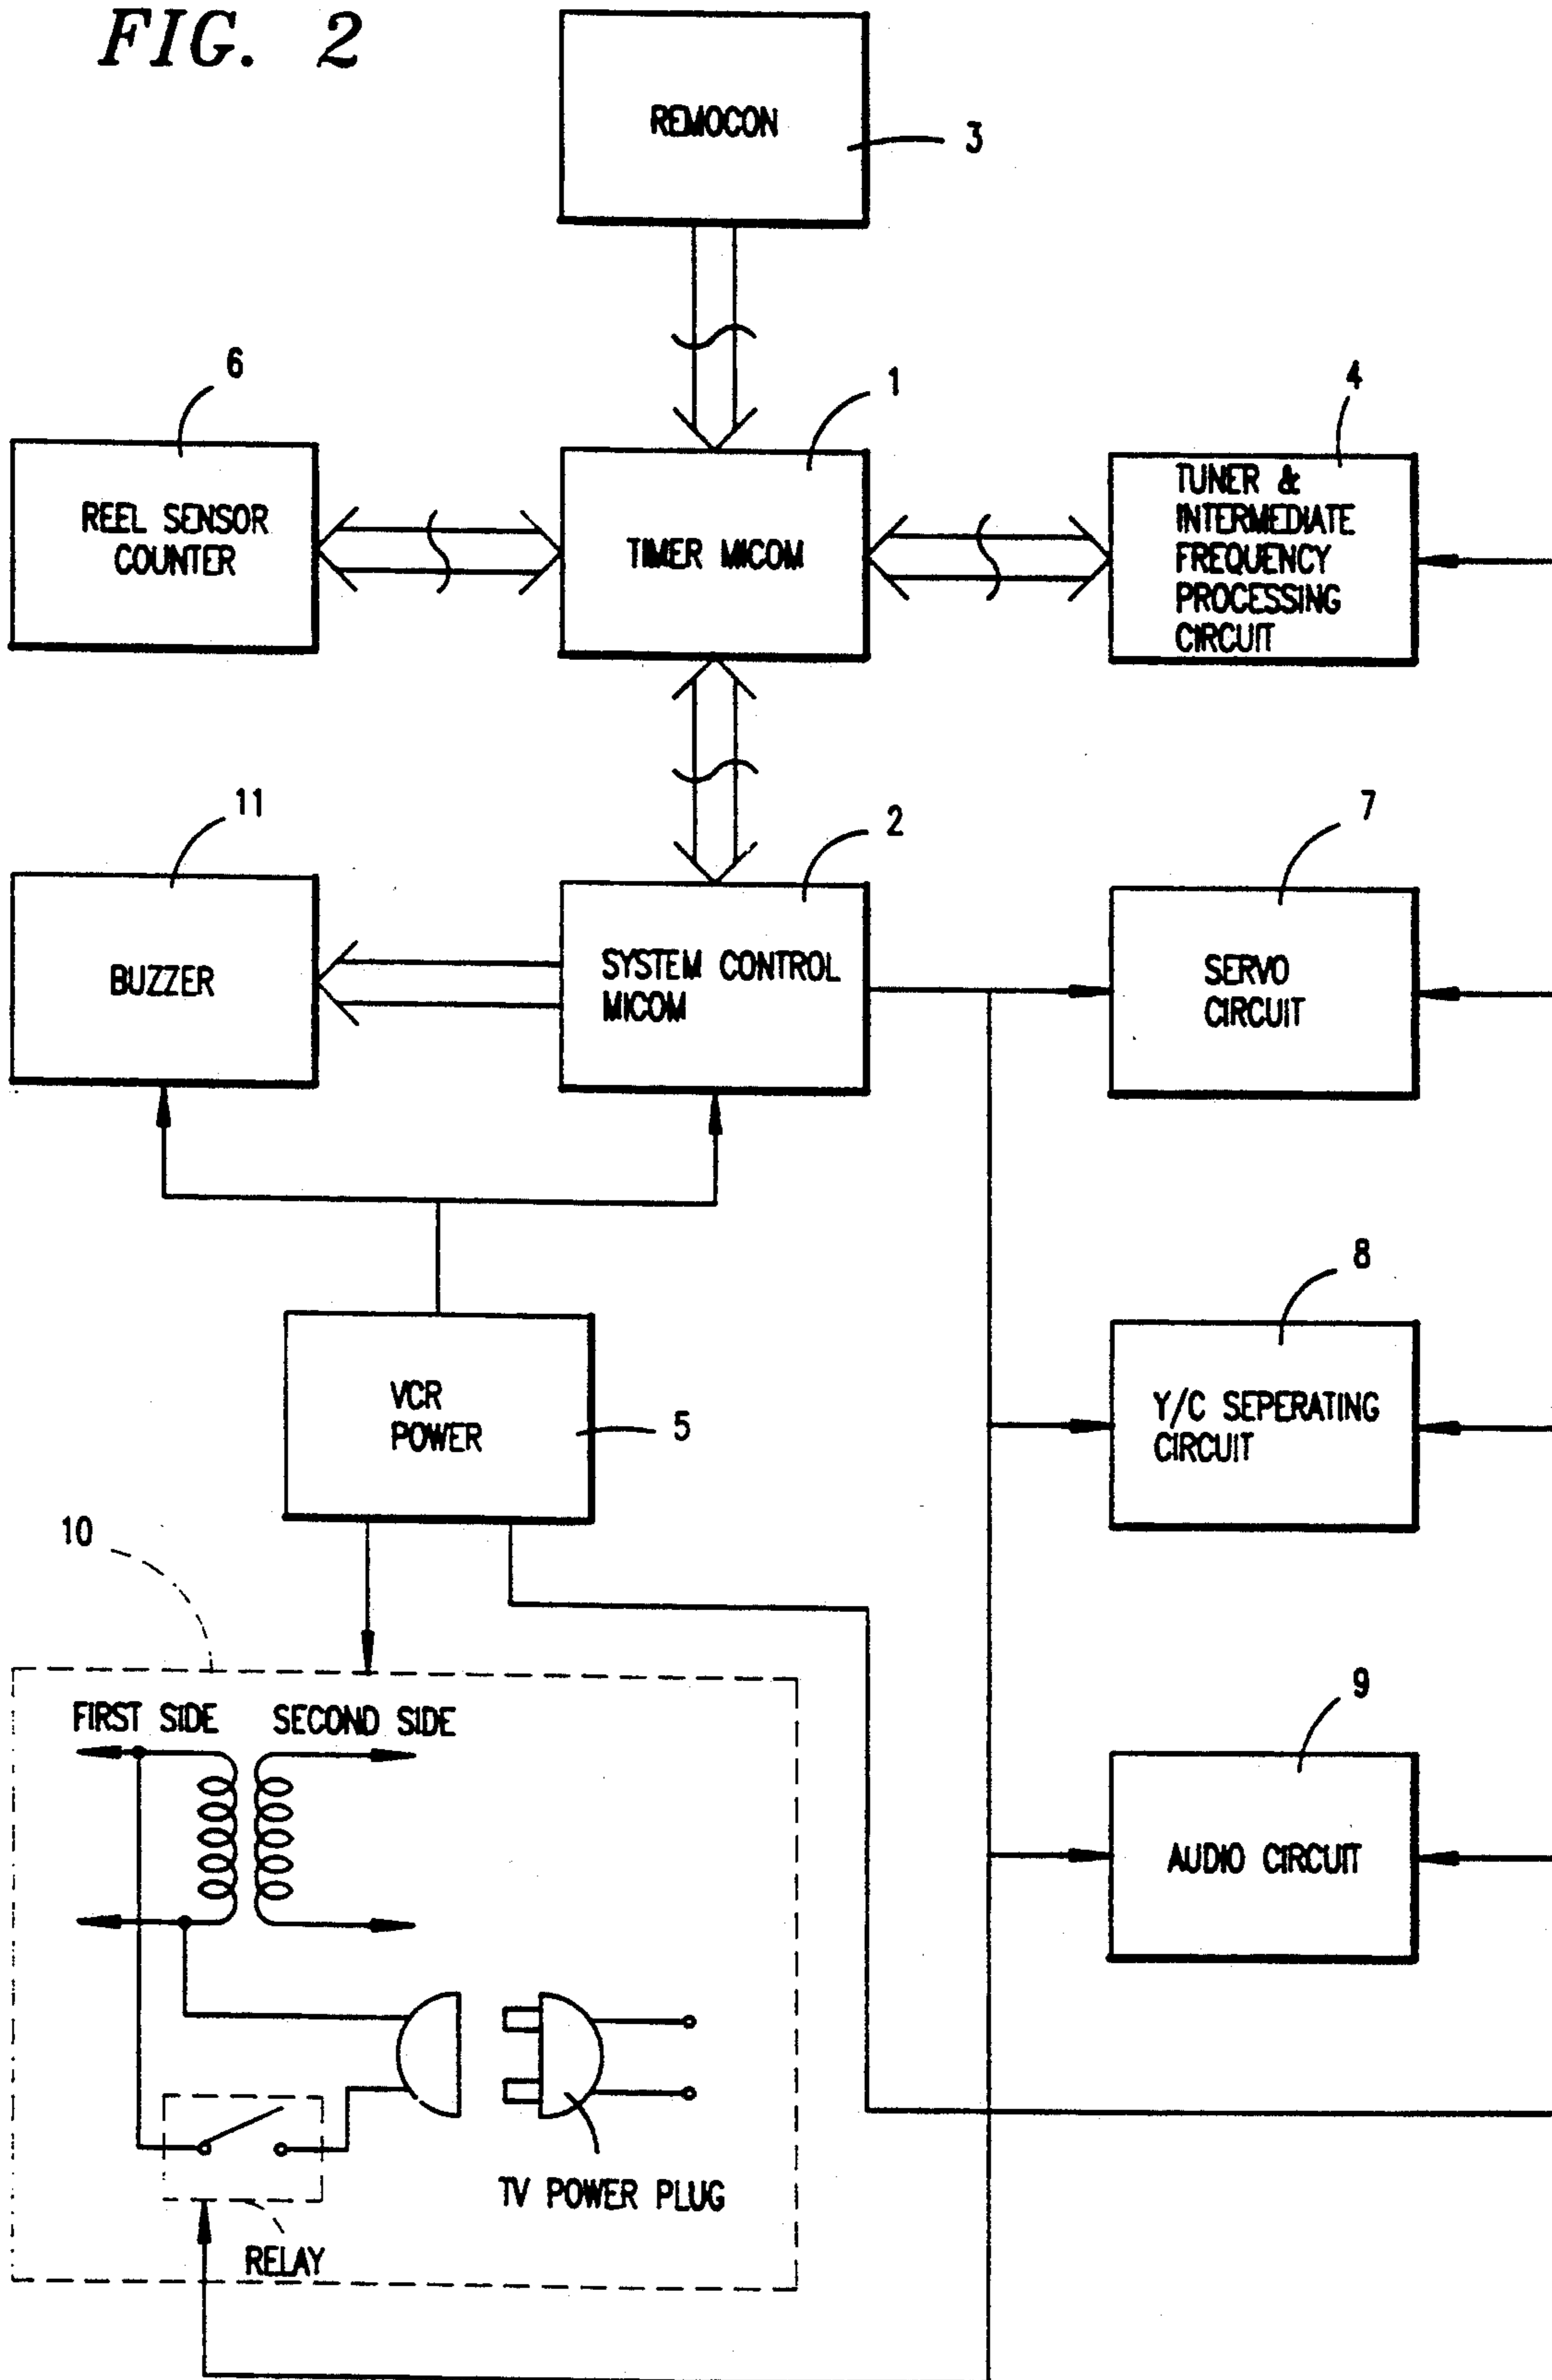 FIG. 2
REMOCON
3
6
1
4
REEL SENSOR
COUNTER
TIMER MICOM
TUNER &
INTERMEDIATE
FREQUENCY
PROCESSING
CIRCUIT
11
2
7
BUZZER
SYSTEM CONTROL
MICOM
SERVO
CIRCUIT
8
VCR
POWER
5
Y/C SEPERATING
CIRCUIT
10
FIRST SIDE
SECOND SIDE
9
AUDIO CIRCUIT
TV POWER PLUG
RELAY